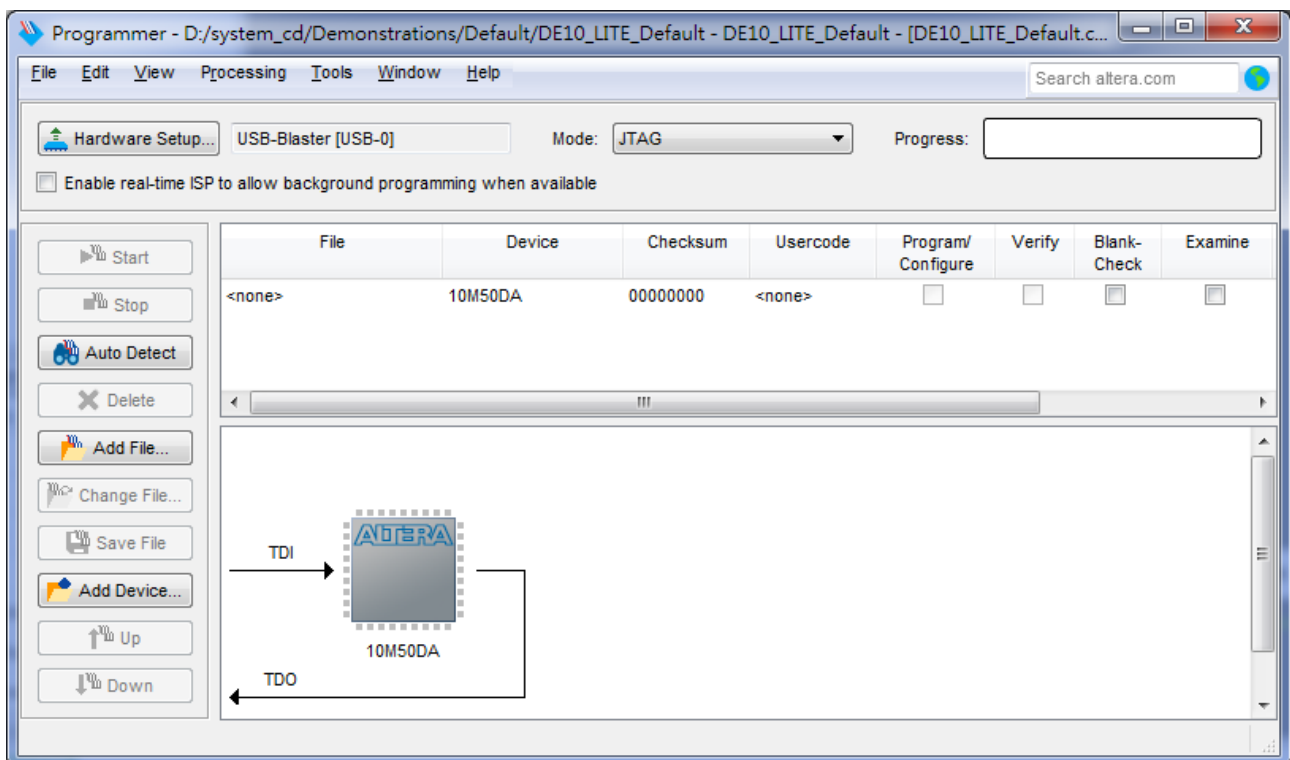 Programmer - D:/system_cd/Demonstrations/Default/DE10_LITE_Default - DE10_LITE_Default - [DE10_LITE_Default.c...
File Edit View Processing Tools Window Help
Search altera.com
Hardware Setup... USB-Blaster [USB-0] Mode: JTAG Progress:
Enable real-time ISP to allow background programming when available
Start
Stop
Auto Detect
Delete
Add File...
Change File...
Save File
Add Device...
Up
Down
File Device Checksum Usercode Program/ Verify Blank- Examine
Configure Check
<none> 10M50DA 00000000 <none>
ALTERA
TDI
10M50DA
TDO